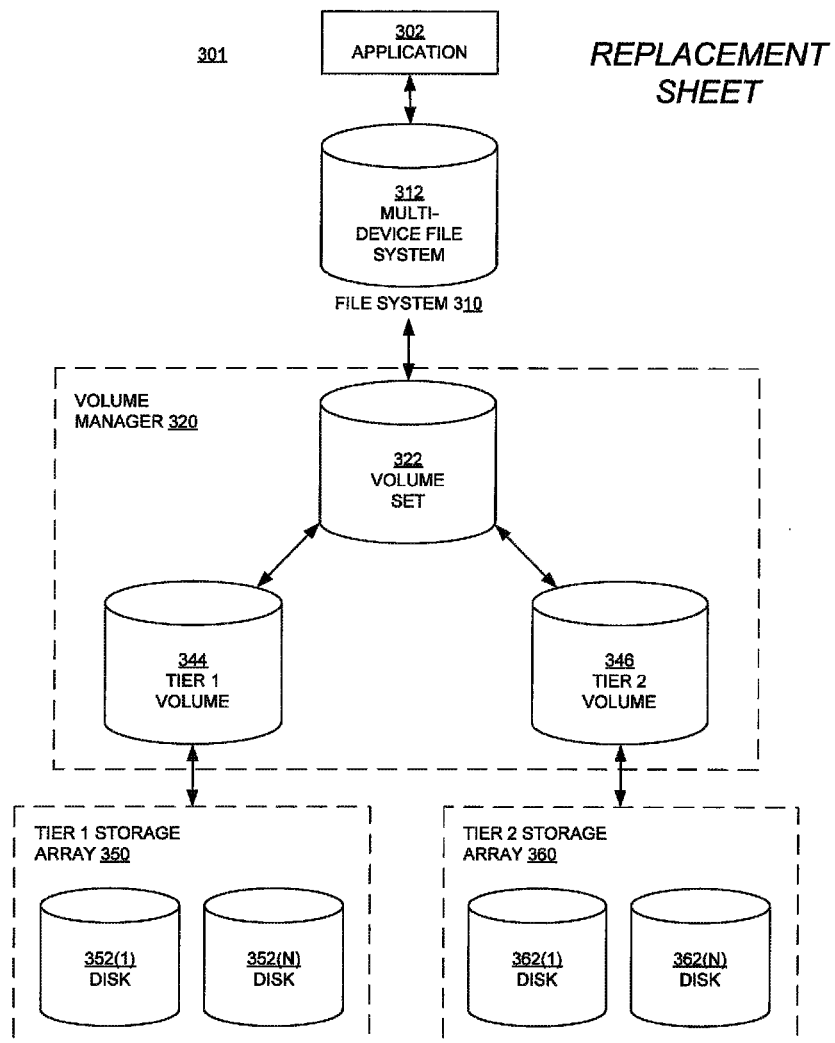 301
302
APPLICATION
REPLACEMENT
SHEET
312
MULTI-
DEVICE FILE
SYSTEM
FILE SYSTEM 310
VOLUME
MANAGER 320
322
VOLUME
SET
344
TIER 1
VOLUME
346
TIER 2
VOLUME
TIER 1 STORAGE
ARRAY 350
352(1)
DISK
352(N)
DISK
TIER 2 STORAGE
ARRAY 360
362(1)
DISK
362(N)
DISK